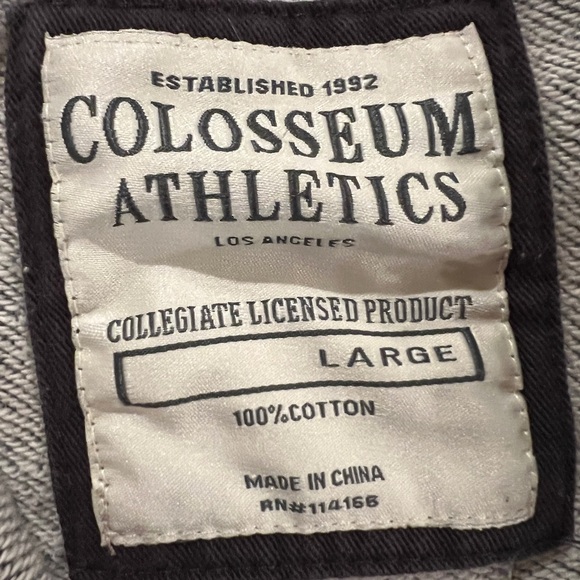 ESTABLISHED 1992
COLOSSEUM
ATHLETICS
LOS ANGELES
COLLEGIATE LICENSED PRODUCT
LARGE
100%COTTON
MADE IN CHINA
RN#114166